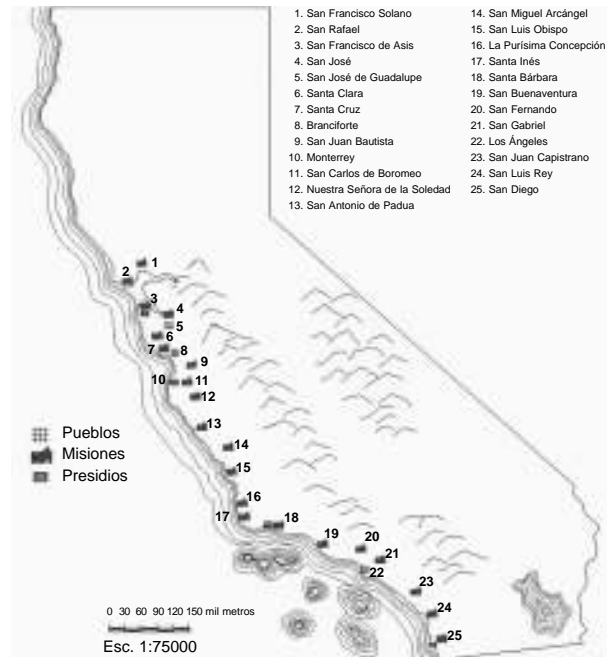 1. San Francisco Solano
2. San Rafael
3. San Francisco de Asis
4. San José
5. San José de Guadalupe
6. Santa Clara
7. Santa Cruz
8. Branciforte
9. San Juan Bautista
10. Monterrey
11. San Carlos de Boromeo
12. Nuestra Señora de la Soledad
13. San Antonio de Padua
14. San Miguel Arcángel
15. San Luis Obispo
16. La Purísima Concepción
17. Santa Inés
18. Santa Bárbara
19. San Buenaventura
20. San Fernando
21. San Gabriel
22. Los Ángeles
23. San Juan Capistrano
24. San Luis Rey
25. San Diego
1
2
3
4
5
6
7
8
9
10
11
12
13
14
15
16
17
18
19
20
21
22
23
24
25
Pueblos
Misiones
Presidios
0 30 60 90 120 150 mil metros
Esc. 1:75000